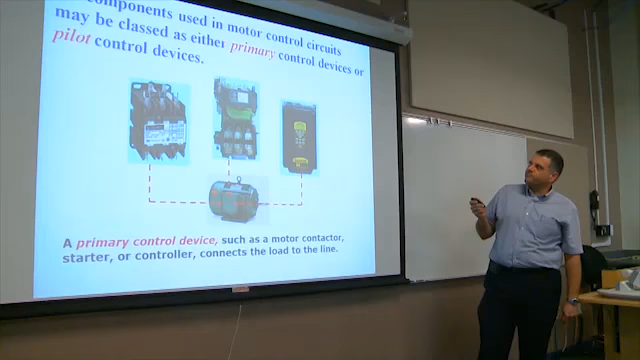 components used in motor control circuits
may be classed as either primary control devices or
pilot control devices.
A primary control device, such as a motor contactor,
starter, or controller, connects the load to the line.